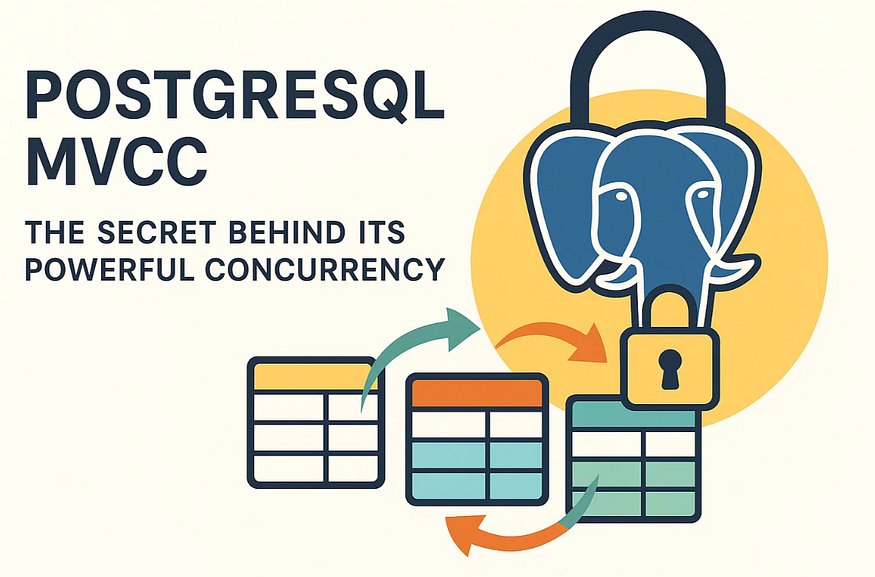 POSTGRESQL
MVCC
THE SECRET BEHIND ITS
POWERFUL CONCURRENCY